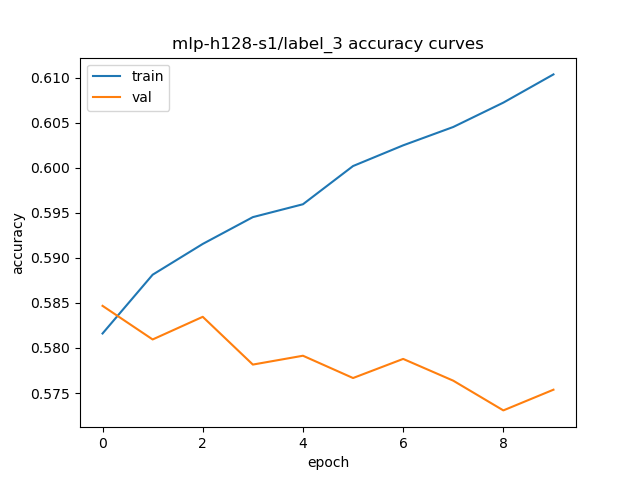 mlp-h128-s1/label_3 accuracy curves
train
val
0.610
0.605
0.600
0.595
0.590
0.585
0.580
0.575
accuracy
0 2 4 6 8
epoch